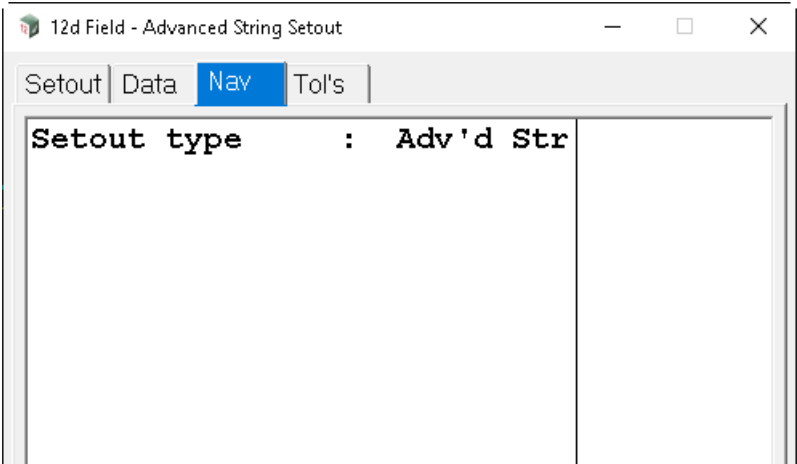 12d Field - Advanced String Setout
Setout Data Nav Tol's
Setout type : Adv'd Str